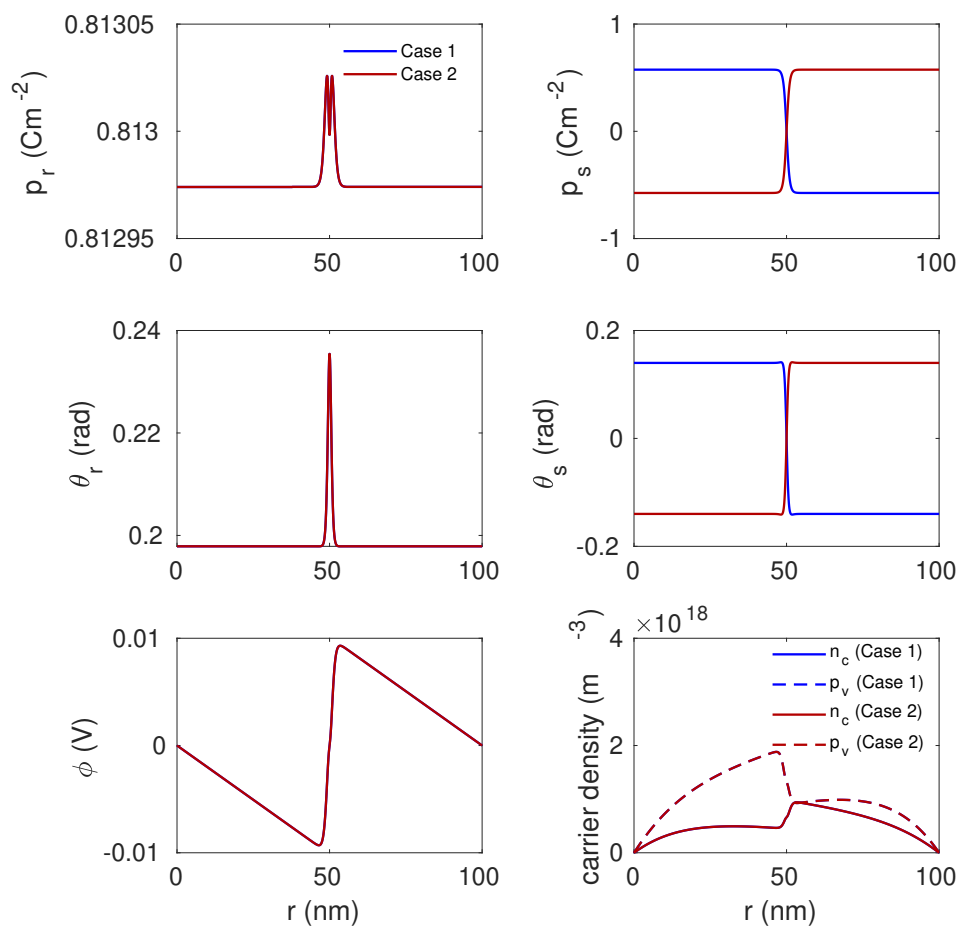 0.81305
0.813
0.81295
p_r (Cm^-2)
Case 1
Case 2
0 50 100
1
0
-1
p_s (Cm^-2)
0 50 100
0.24
0.22
0.2
θ_r (rad)
0 50 100
0.2
0
-0.2
θ_s (rad)
0 50 100
0.01
0
-0.01
ϕ (V)
0 50 100
r (nm)
×10^18
4
2
0
carrier density (m^-3)
n_c (Case 1)
p_v (Case 1)
n_c (Case 2)
p_v (Case 2)
0 50 100
r (nm)